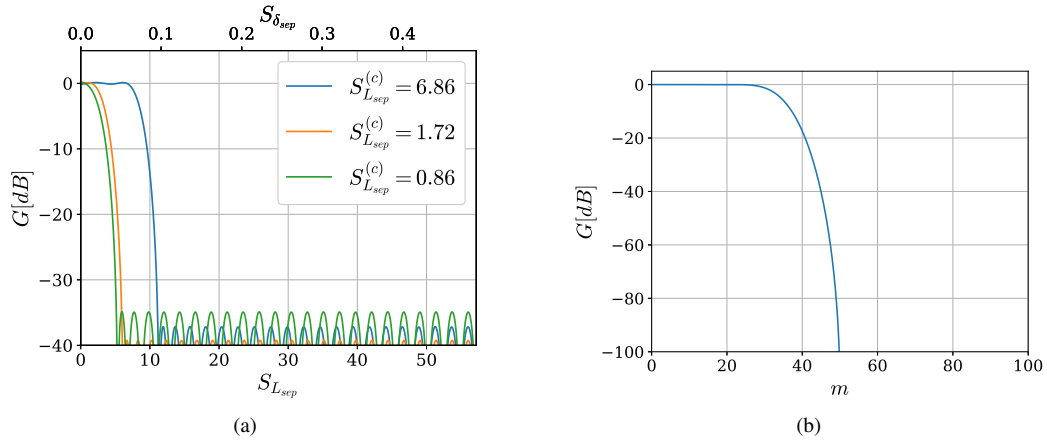 S_{δ_{sep}}
0.0 0.1 0.2 0.3 0.4
0
−10
−20
−30
−40
G[dB]
S^{(c)}_{L_{sep}} = 6.86
S^{(c)}_{L_{sep}} = 1.72
S^{(c)}_{L_{sep}} = 0.86
0 10 20 30 40 50
S_{L_{sep}}
(a)
0
−20
−40
−60
−80
−100
G[dB]
0 20 40 60 80 100
m
(b)